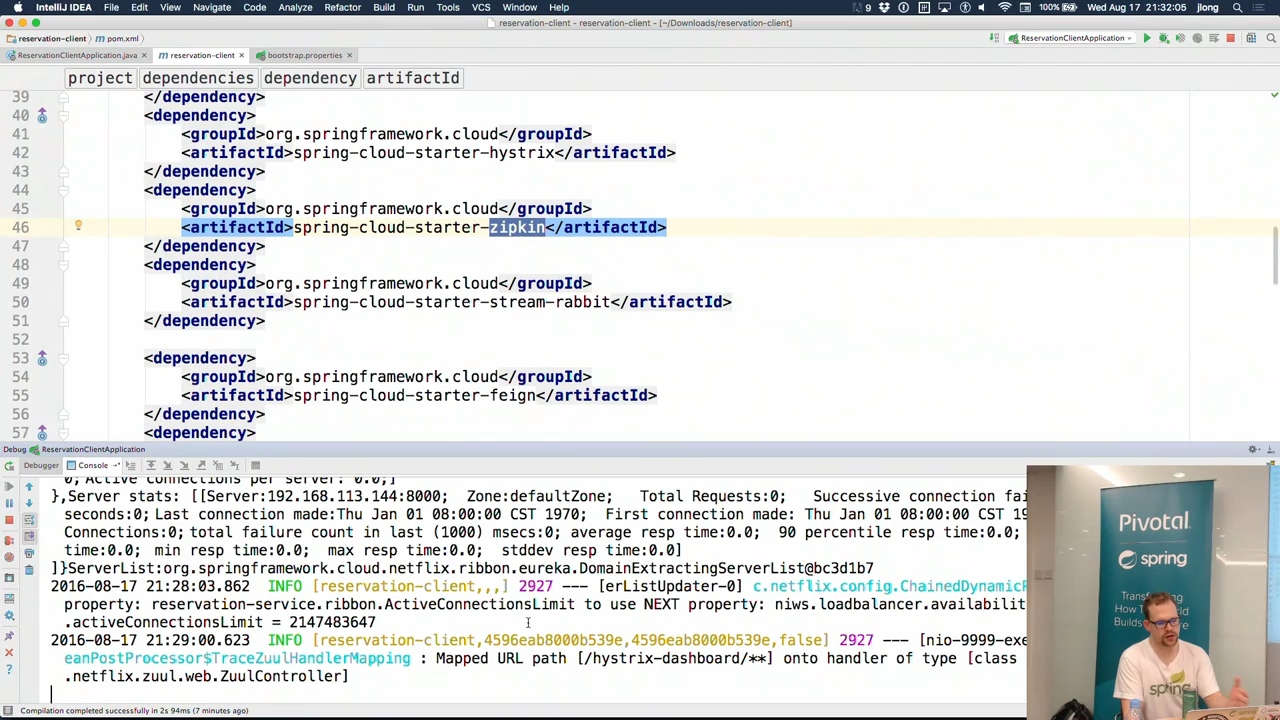 IntelliJ IDEA File Edit View Navigate Code Analyze Refactor Build Run Tools VCS Window Help 9 100% Wed Aug 17 21:32:05 jlong
reservation-client - reservation-client - [~/Downloads/reservation-client]
reservation-client pom.xml ReservationClientApplication
ReservationClientApplication.java reservation-client bootstrap.properties
project dependencies dependency artifactId
39 </dependency>
40 <dependency>
41 <groupId>org.springframework.cloud</groupId>
42 <artifactId>spring-cloud-starter-hystrix</artifactId>
43 </dependency>
44 <dependency>
45 <groupId>org.springframework.cloud</groupId>
46 <artifactId>spring-cloud-starter-zipkin</artifactId>
47 </dependency>
48 <dependency>
49 <groupId>org.springframework.cloud</groupId>
50 <artifactId>spring-cloud-starter-stream-rabbit</artifactId>
51 </dependency>
52
53 <dependency>
54 <groupId>org.springframework.cloud</groupId>
55 <artifactId>spring-cloud-starter-feign</artifactId>
56 </dependency>
57 <dependency>
Debug ReservationClientApplication
Debugger Console
0; Active connections per server: 0.0;]
},Server stats: [[Server:192.168.113.144:8000; Zone:defaultZone; Total Requests:0; Successive connection fai
seconds:0; Last connection made:Thu Jan 01 08:00:00 CST 1970; First connection made: Thu Jan 01 08:00:00 CST
Connections:0; total failure count in last (1000) msecs:0; average resp time:0.0; 90 percentile resp time:0.
time:0.0; min resp time:0.0; max resp time:0.0; stddev resp time:0.0]
]}ServerList:org.springframework.cloud.netflix.ribbon.eureka.DomainExtractingServerList@bc3d1b7
2016-08-17 21:28:03.862 INFO [reservation-client,,,] 2927 --- [erListUpdater-0] c.netflix.config.ChainedDynamicP
property: reservation-service.ribbon.ActiveConnectionsLimit to use NEXT property: niws.loadbalancer.availabilit
.activeConnectionsLimit = 2147483647
2016-08-17 21:29:00.623 INFO [reservation-client,4596eab8000b539e,4596eab8000b539e,false] 2927 --- [nio-9999-exe
eanPostProcessor$TraceZuulHandlerMapping : Mapped URL path [/hystrix-dashboard/**] onto handler of type [class
.netflix.zuul.web.ZuulController]
Compilation completed successfully in 2s 94ms (7 minutes ago)
Pivotal
spring
How
Builds
spring